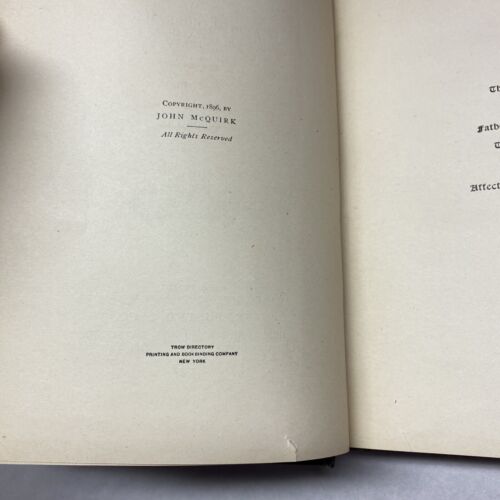 COPYRIGHT, 1896, BY
JOHN MCQUIRK
All Rights Reserved
TROW DIRECTORY
PRINTING AND BOOKBINDING COMPANY
NEW YORK